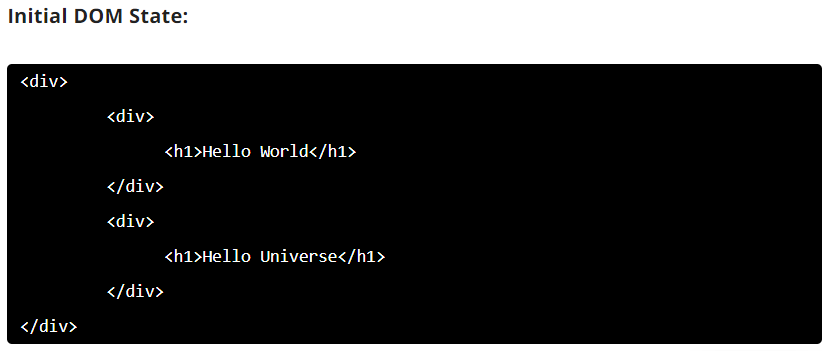 Initial DOM State:
<div>
<div>
<h1>Hello World</h1>
</div>
<div>
<h1>Hello Universe</h1>
</div>
</div>